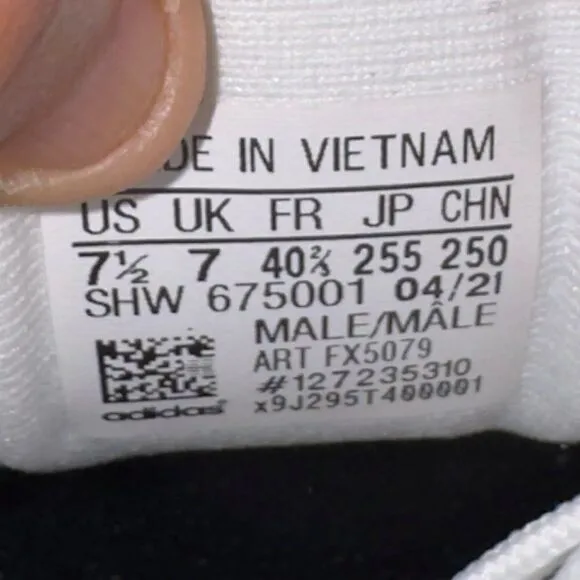 DE IN VIETNAM
US UK FR JP CHN
7½ 7 40⅔ 255 250
SHW 675001 04/21
MALE/MÂLE
ART FX5079
#127235310
x9J295T400001
adidas